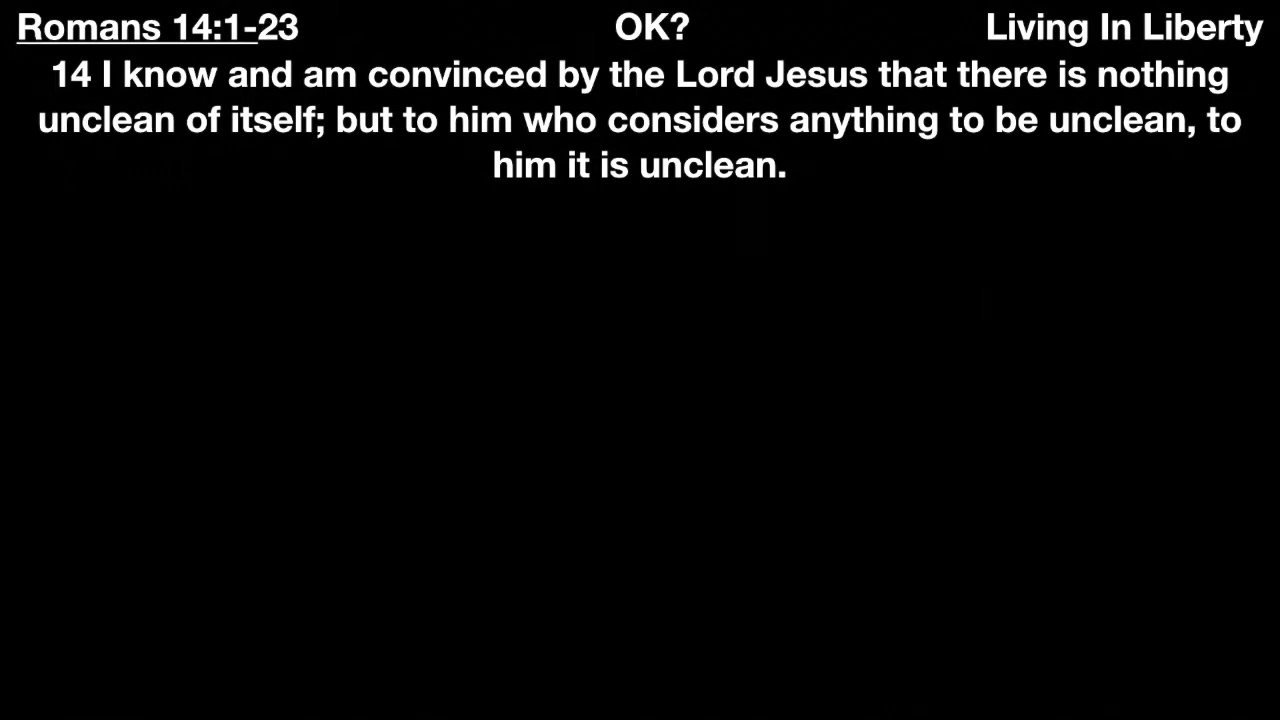 Romans 14:1-23 OK? Living In Liberty
14 I know and am convinced by the Lord Jesus that there is nothing
unclean of itself; but to him who considers anything to be unclean, to
him it is unclean.